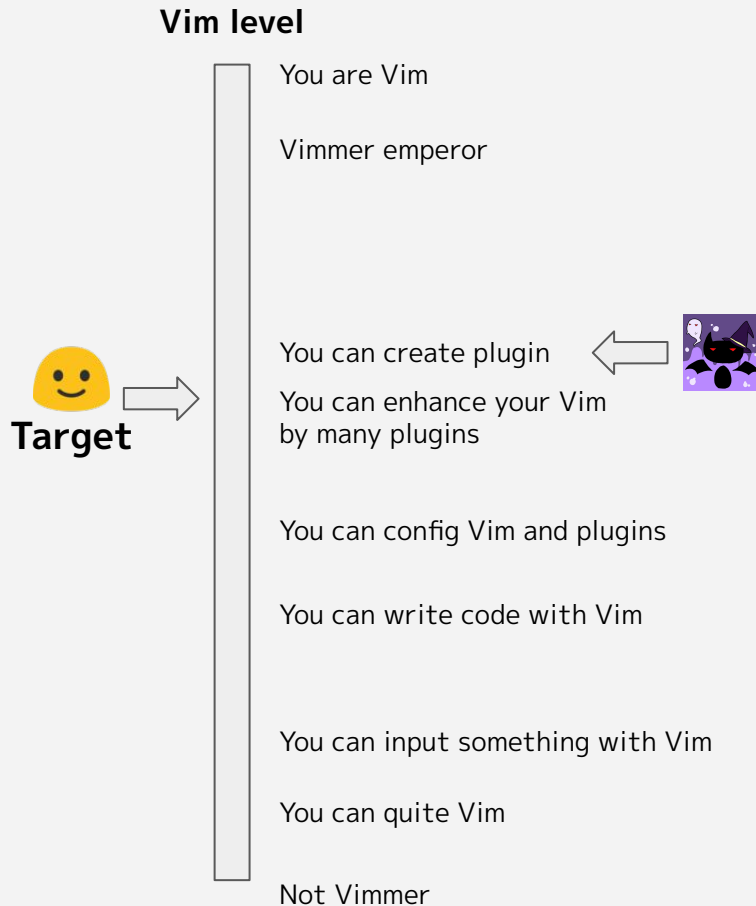 Vim level
You are Vim
Vimmer emperor
You can create plugin
Target
You can enhance your Vim
by many plugins
You can config Vim and plugins
You can write code with Vim
You can input something with Vim
You can quite Vim
Not Vimmer